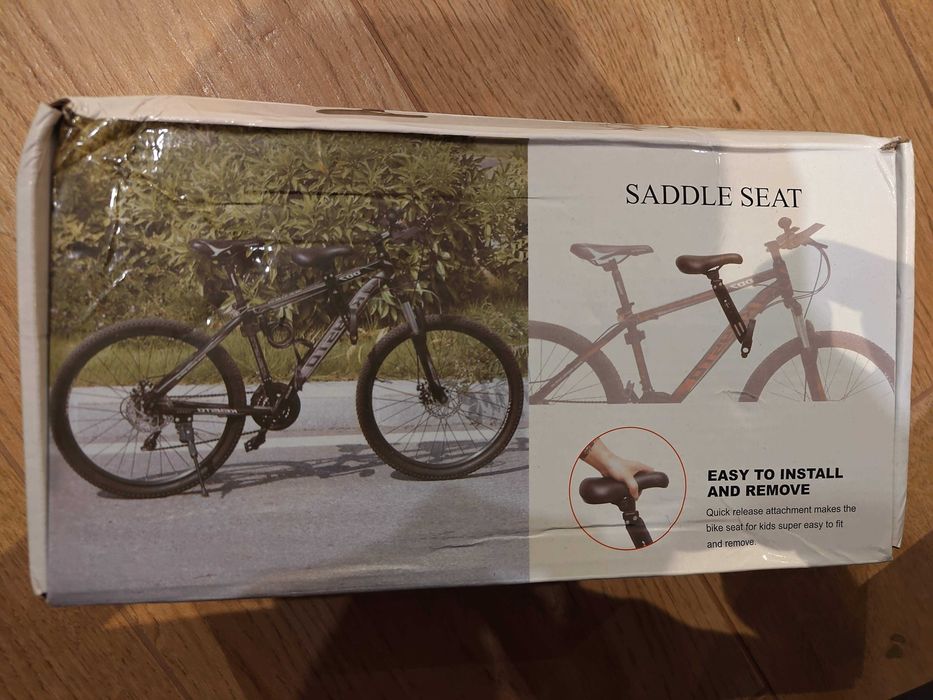 SADDLE SEAT
EASY TO INSTALL
AND REMOVE
Quick release attachment makes the
bike seat for kids super easy to fit
and remove.